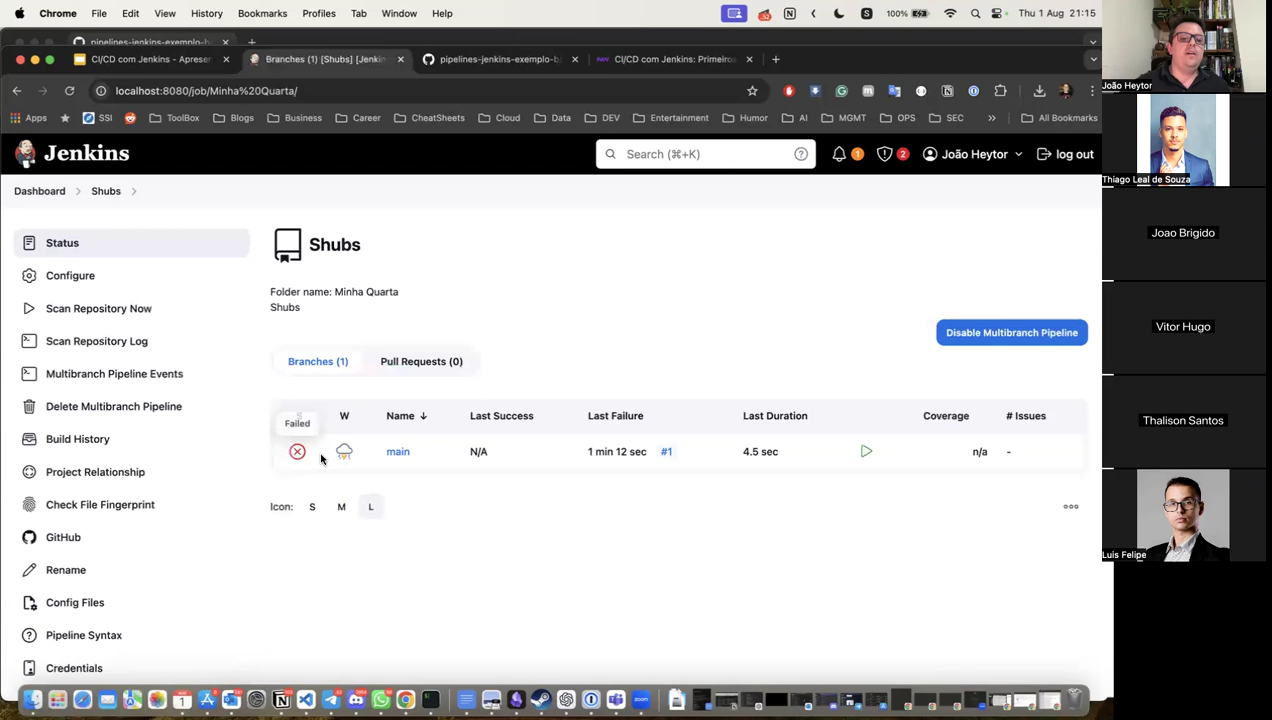 Chrome File Edit View History Bookmarks Profiles Tab Window Help 100% Thu 1 Aug 21:15
pipelines-jenkins-exemplo-b
CI/CD com Jenkins - Apreser Branches (1) [Shubs] [Jenkin pipelines-jenkins-exemplo-b CI/CD com Jenkins: Primeiros
localhost:8080/job/Minha%20Quarta/
Apps SSI ToolBox Blogs Business Career CheatSheets Cloud Data DEV Entertainment Humor AI MGMT OPS SEC » All Bookmarks
Jenkins Search (⌘+K) 1 2 João Heytor log out
Dashboard Shubs
Status
Configure
Scan Repository Now
Scan Repository Log
Multibranch Pipeline Events
Delete Multibranch Pipeline
Build History
Project Relationship
Check File Fingerprint
GitHub
Rename
Config Files
Pipeline Syntax
Credentials
Shubs
Folder name: Minha Quarta
Shubs
Disable Multibranch Pipeline
Branches (1) Pull Requests (0)
S W Name ↓ Last Success Last Failure Last Duration Coverage # Issues
Failed
main N/A 1 min 12 sec #1 4.5 sec n/a -
Icon: S M L
João Heytor
Thiago Leal de Souza
Joao Brigido
Vitor Hugo
Thalison Santos
Luis Felipe